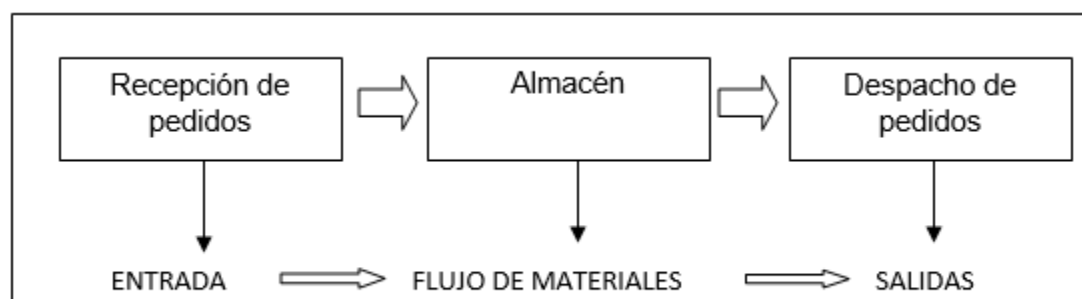 Recepción de
pedidos
Almacén
Despacho de
pedidos
ENTRADA
FLUJO DE MATERIALES
SALIDAS